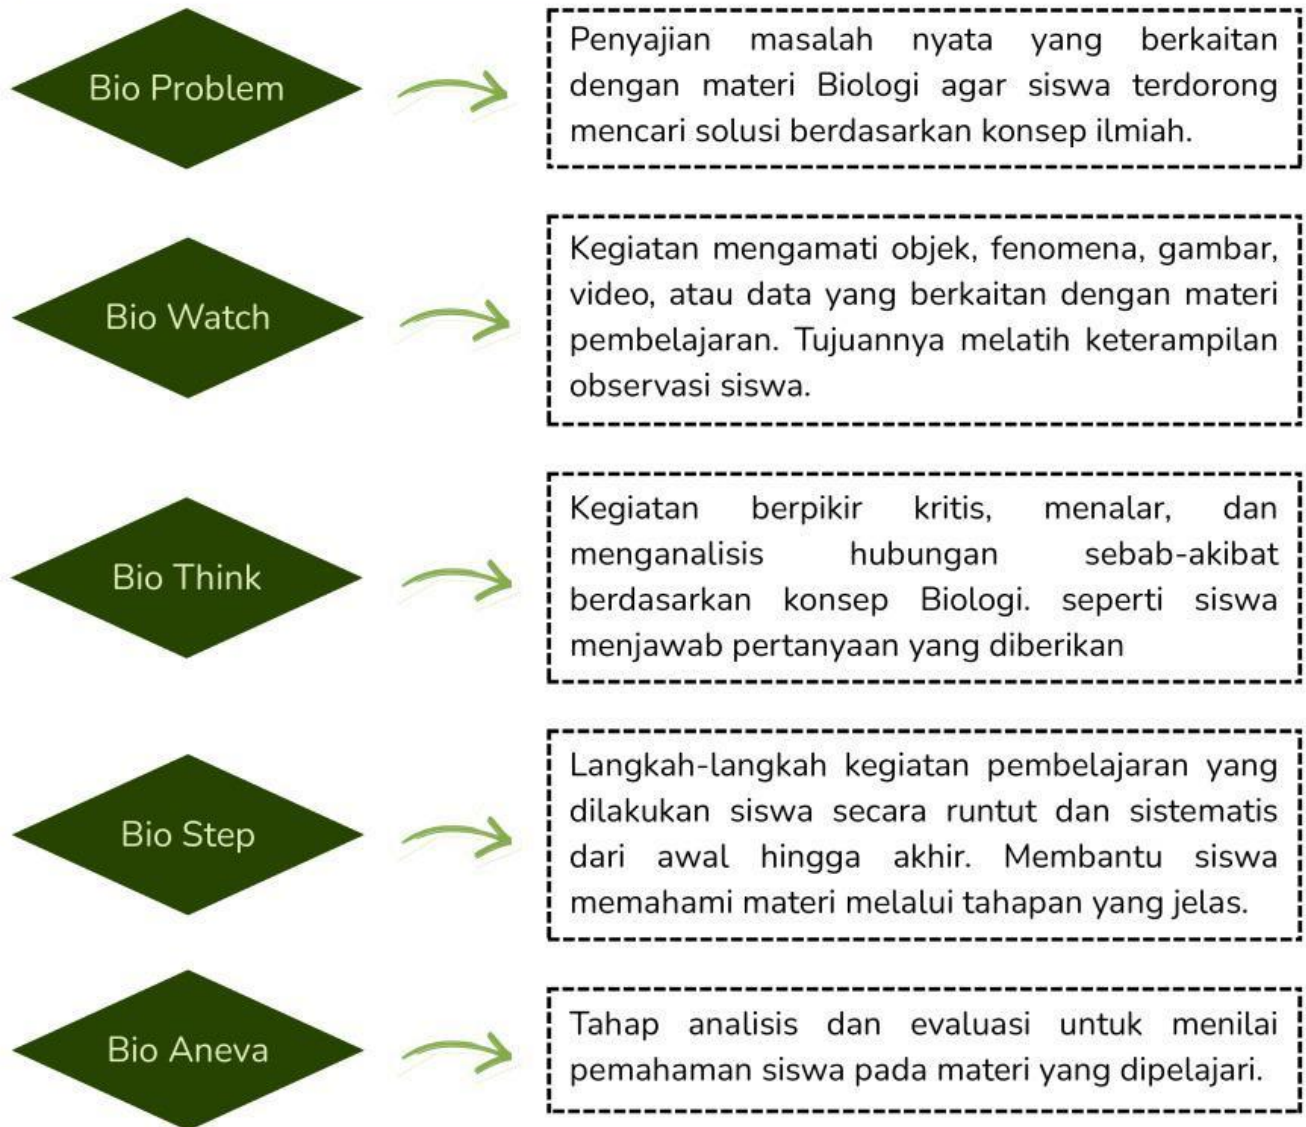 Bio Problem
Penyajian masalah nyata yang berkaitan
dengan materi Biologi agar siswa terdorong
mencari solusi berdasarkan konsep ilmiah.
Bio Watch
Kegiatan mengamati objek, fenomena, gambar,
video, atau data yang berkaitan dengan materi
pembelajaran. Tujuannya melatih keterampilan
observasi siswa.
Bio Think
Kegiatan berpikir kritis, menalar, dan
menganalisis hubungan sebab-akibat
berdasarkan konsep Biologi. seperti siswa
menjawab pertanyaan yang diberikan
Bio Step
Langkah-langkah kegiatan pembelajaran yang
dilakukan siswa secara runtut dan sistematis
dari awal hingga akhir. Membantu siswa
memahami materi melalui tahapan yang jelas.
Bio Aneva
Tahap analisis dan evaluasi untuk menilai
pemahaman siswa pada materi yang dipelajari.